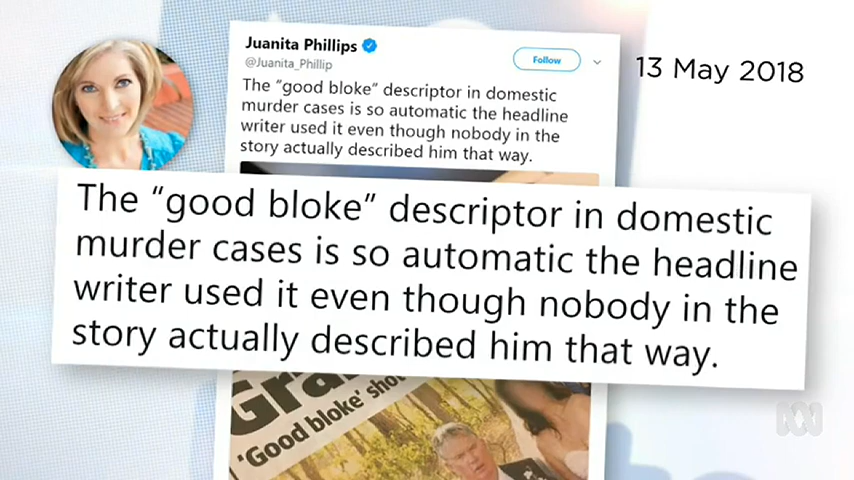 Juanita Phillips
@Juanita_Phillip
Follow
13 May 2018
The “good bloke” descriptor in domestic
murder cases is so automatic the headline
writer used it even though nobody in the
story actually described him that way.
The “good bloke” descriptor in domestic
murder cases is so automatic the headline
writer used it even though nobody in the
story actually described him that way.
Gra
'Good bloke' sho
ABC